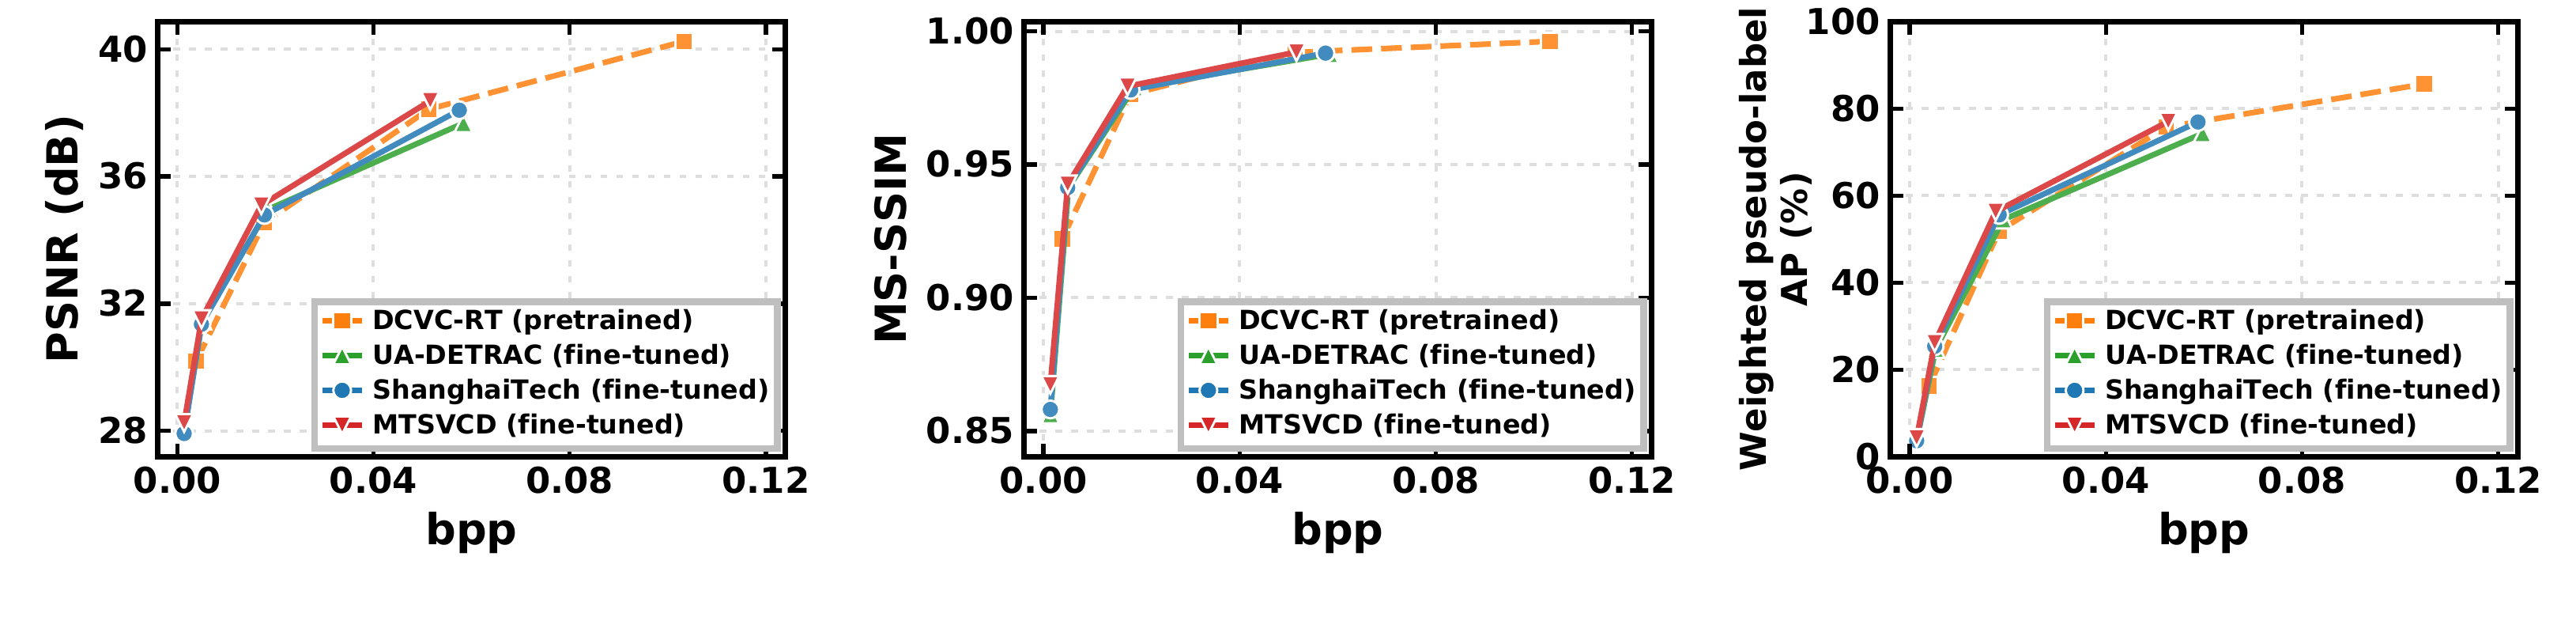 PSNR (dB)
40
36
32
28
0.00 0.04 0.08 0.12
bpp
DCVC-RT (pretrained)
UA-DETRAC (fine-tuned)
ShanghaiTech (fine-tuned)
MTSVCD (fine-tuned)
MS-SSIM
1.00
0.95
0.90
0.85
0.00 0.04 0.08 0.12
bpp
DCVC-RT (pretrained)
UA-DETRAC (fine-tuned)
ShanghaiTech (fine-tuned)
MTSVCD (fine-tuned)
Weighted pseudo-label
AP (%)
100
80
60
40
20
0
0.00 0.04 0.08 0.12
bpp
DCVC-RT (pretrained)
UA-DETRAC (fine-tuned)
ShanghaiTech (fine-tuned)
MTSVCD (fine-tuned)